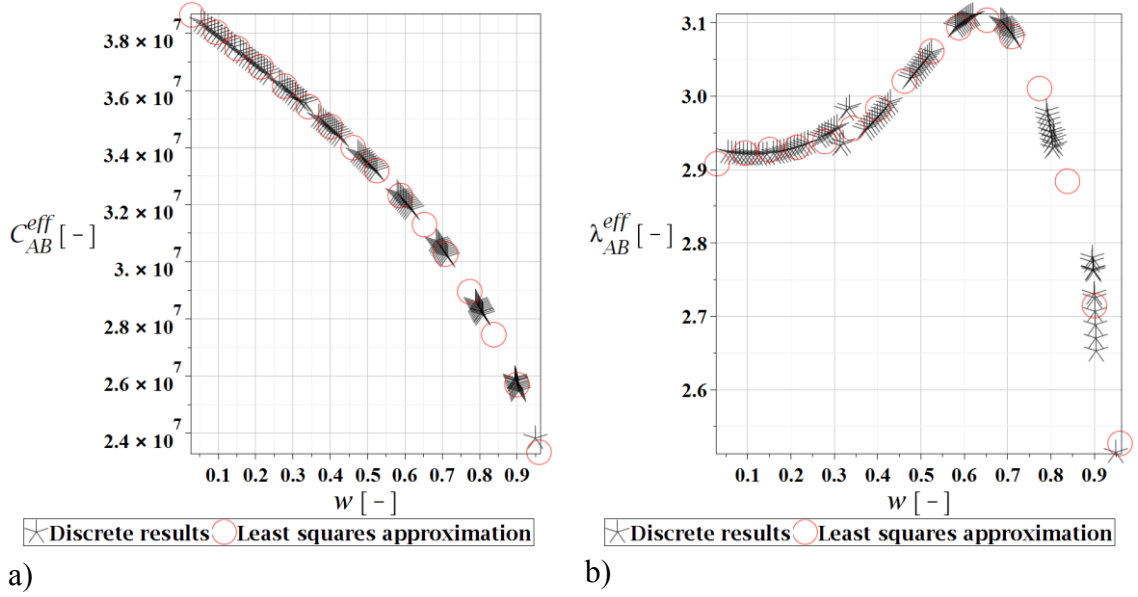 3.8 × 10^7
3.6 × 10^7
3.4 × 10^7
3.2 × 10^7
3. × 10^7
2.8 × 10^7
2.6 × 10^7
2.4 × 10^7
C_{AB}^{eff} [ − ]
0.1 0.2 0.3 0.4 0.5 0.6 0.7 0.8 0.9
w [ − ]
Discrete results Least squares approximation
a)
3.1
3.0
2.9
2.8
2.7
2.6
λ_{AB}^{eff} [ − ]
0.1 0.2 0.3 0.4 0.5 0.6 0.7 0.8 0.9
w [ − ]
Discrete results Least squares approximation
b)